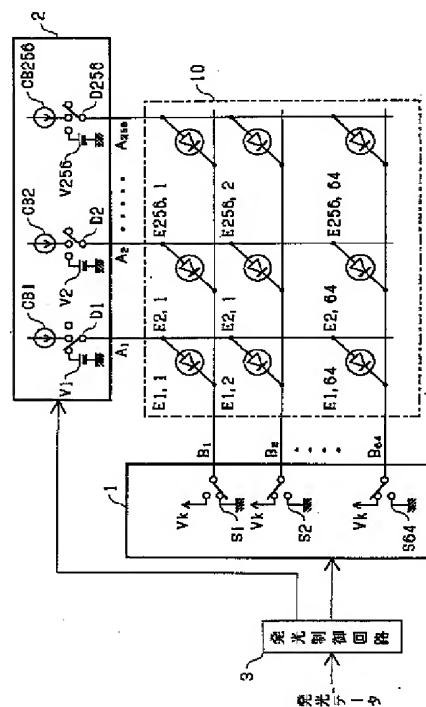 2
CB1 CB2 CB256
V1 V2 V256
D1 D2 D256
A1 A2 ・・・・・・ A256
10
E1, 1 E2, 1 E256, 1
E1, 2 E2, 1 E256, 2
E1, 64 E2, 64 E256, 64
1
B1
B2
・・・・
B64
Vk
S1
Vk
S2
Vk
S64
3
発光制御回路
発光データ